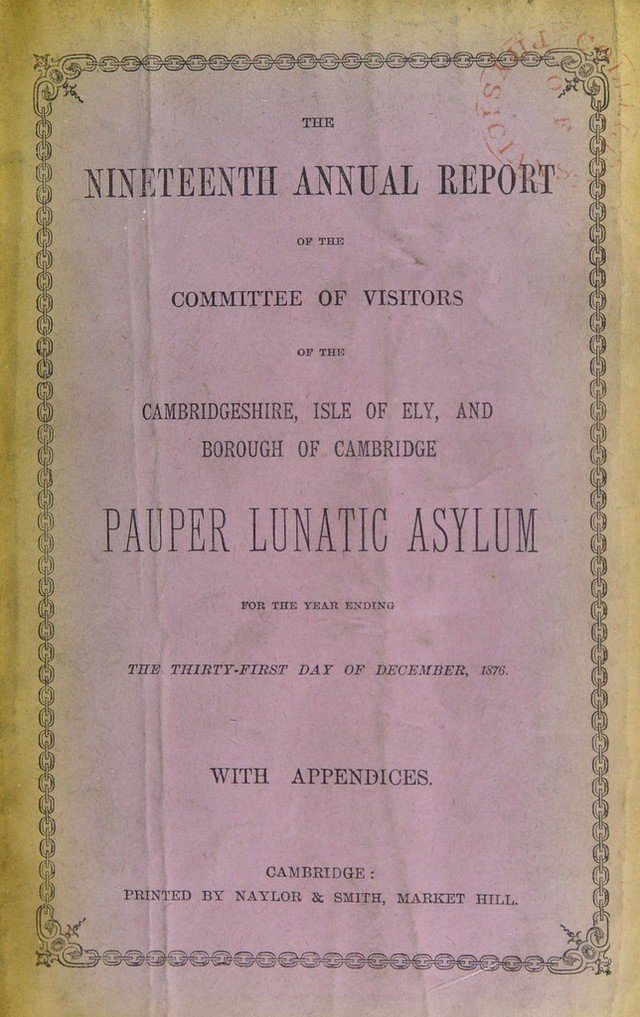 THE
NINETEENTH ANNUAL REPORT
OF THE
COMMITTEE OF VISITORS
OF THE
CAMBRIDGESHIRE, ISLE OF ELY, AND
BOROUGH OF CAMBRIDGE
PAUPER LUNATIC ASYLUM
FOR THE YEAR ENDING
THE THIRTY-FIRST DAY OF DECEMBER, 1876.
WITH APPENDICES.
CAMBRIDGE:
PRINTED BY NAYLOR & SMITH, MARKET HILL.